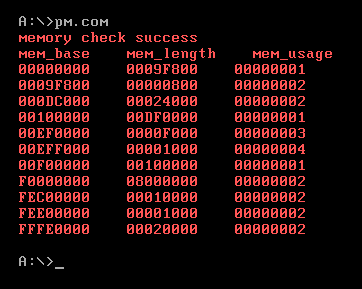 A:\>pm.com
memory check success
mem_base mem_length mem_usage
00000000 0009F800 00000001
0009F800 00000800 00000002
000DC000 00024000 00000002
00100000 00DF0000 00000001
00EF0000 0000F000 00000003
00EFF000 00001000 00000004
00F00000 00100000 00000001
F0000000 08000000 00000002
FEC00000 00010000 00000002
FEE00000 00001000 00000002
FFFE0000 00020000 00000002
A:\>_